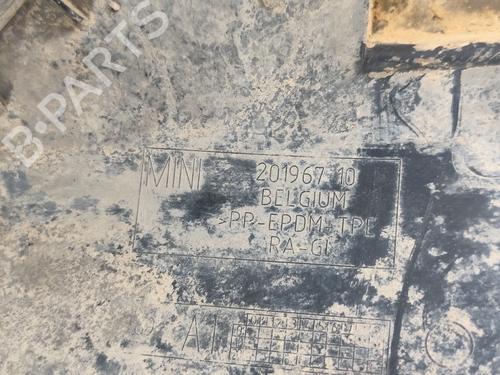 B-PARTS
MINI 201967 10
BELGIUM
>PP-EPDM-TPE
RA-GI
A